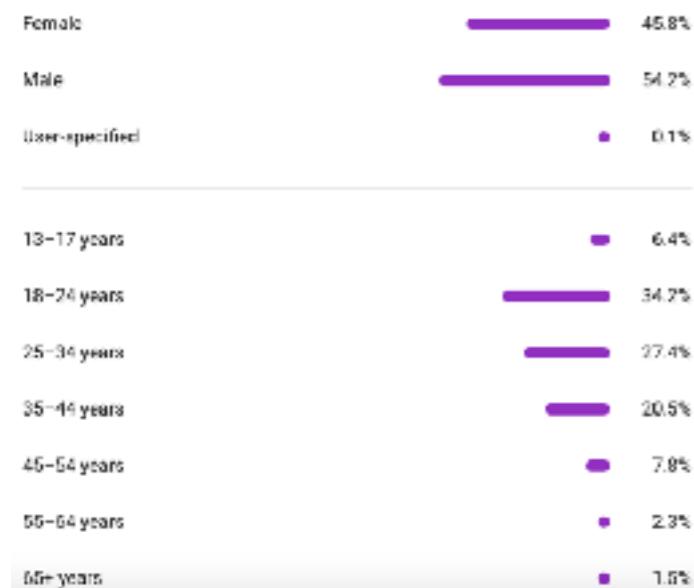 Female 45.8%
Male 54.2%
User-specified 0.1%
13–17 years 6.4%
18–24 years 34.2%
25–34 years 27.4%
35–44 years 20.5%
45–54 years 7.8%
55–64 years 2.3%
65+ years 1.5%